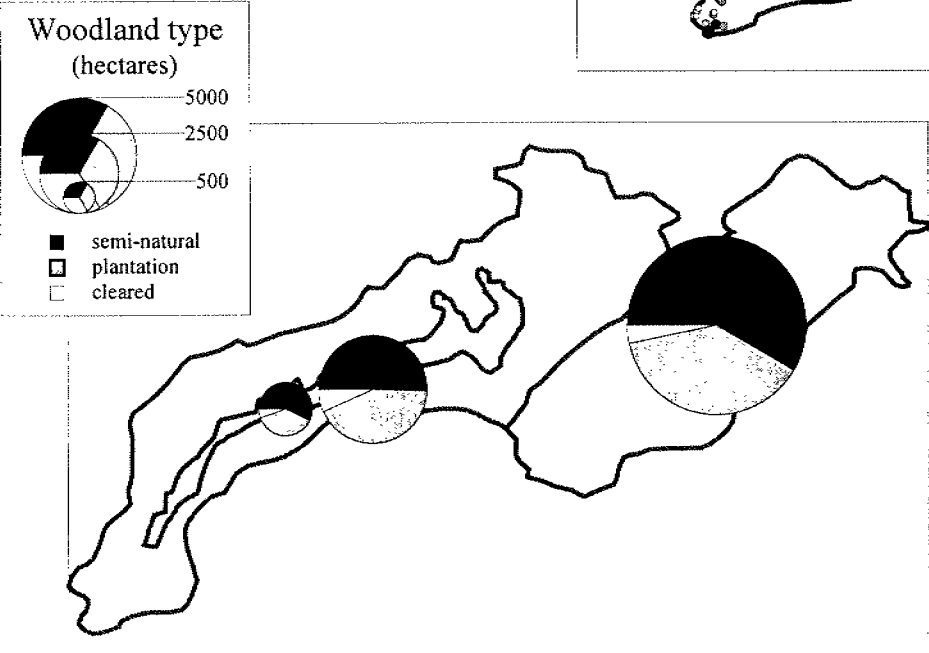 Woodland type
(hectares)
5000
2500
500
semi-natural
plantation
cleared